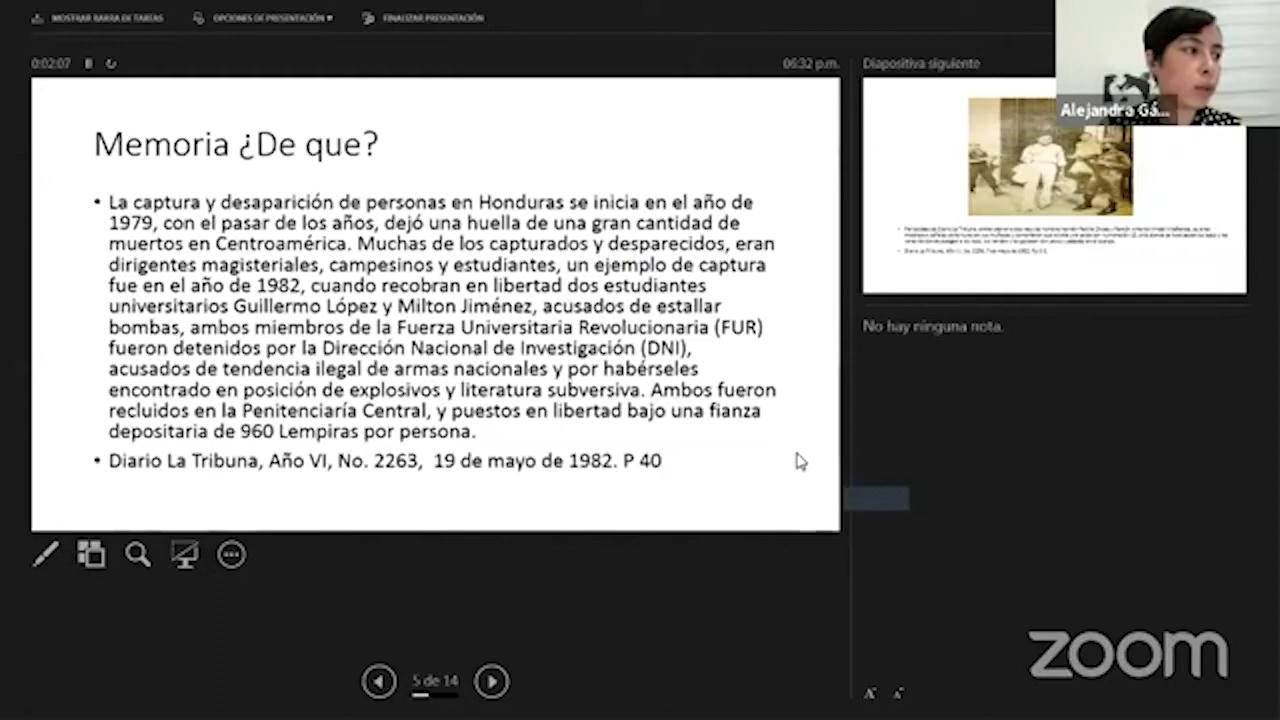 MOSTRAR BARRA DE TAREAS
OPCIONES DE PRESENTACIÓN
FINALIZAR PRESENTACIÓN
0:02:07
06:32 p.m.
Diapositiva siguiente
Alejandra Gá...
Memoria ¿De que?
• La captura y desaparición de personas en Honduras se inicia en el año de
1979, con el pasar de los años, dejó una huella de una gran cantidad de
muertos en Centroamérica. Muchas de los capturados y desparecidos, eran
dirigentes magisteriales, campesinos y estudiantes, un ejemplo de captura
fue en el año de 1982, cuando recobran en libertad dos estudiantes
universitarios Guillermo López y Milton Jiménez, acusados de estallar
bombas, ambos miembros de la Fuerza Universitaria Revolucionaria (FUR)
fueron detenidos por la Dirección Nacional de Investigación (DNI),
acusados de tendencia ilegal de armas nacionales y por habérseles
encontrado en posición de explosivos y literatura subversiva. Ambos fueron
recluidos en la Penitenciaría Central, y puestos en libertad bajo una fianza
depositaria de 960 Lempiras por persona.
• Diario La Tribuna, Año VI, No. 2263, 19 de mayo de 1982. P 40
No hay ninguna nota.
5 de 14
zoom